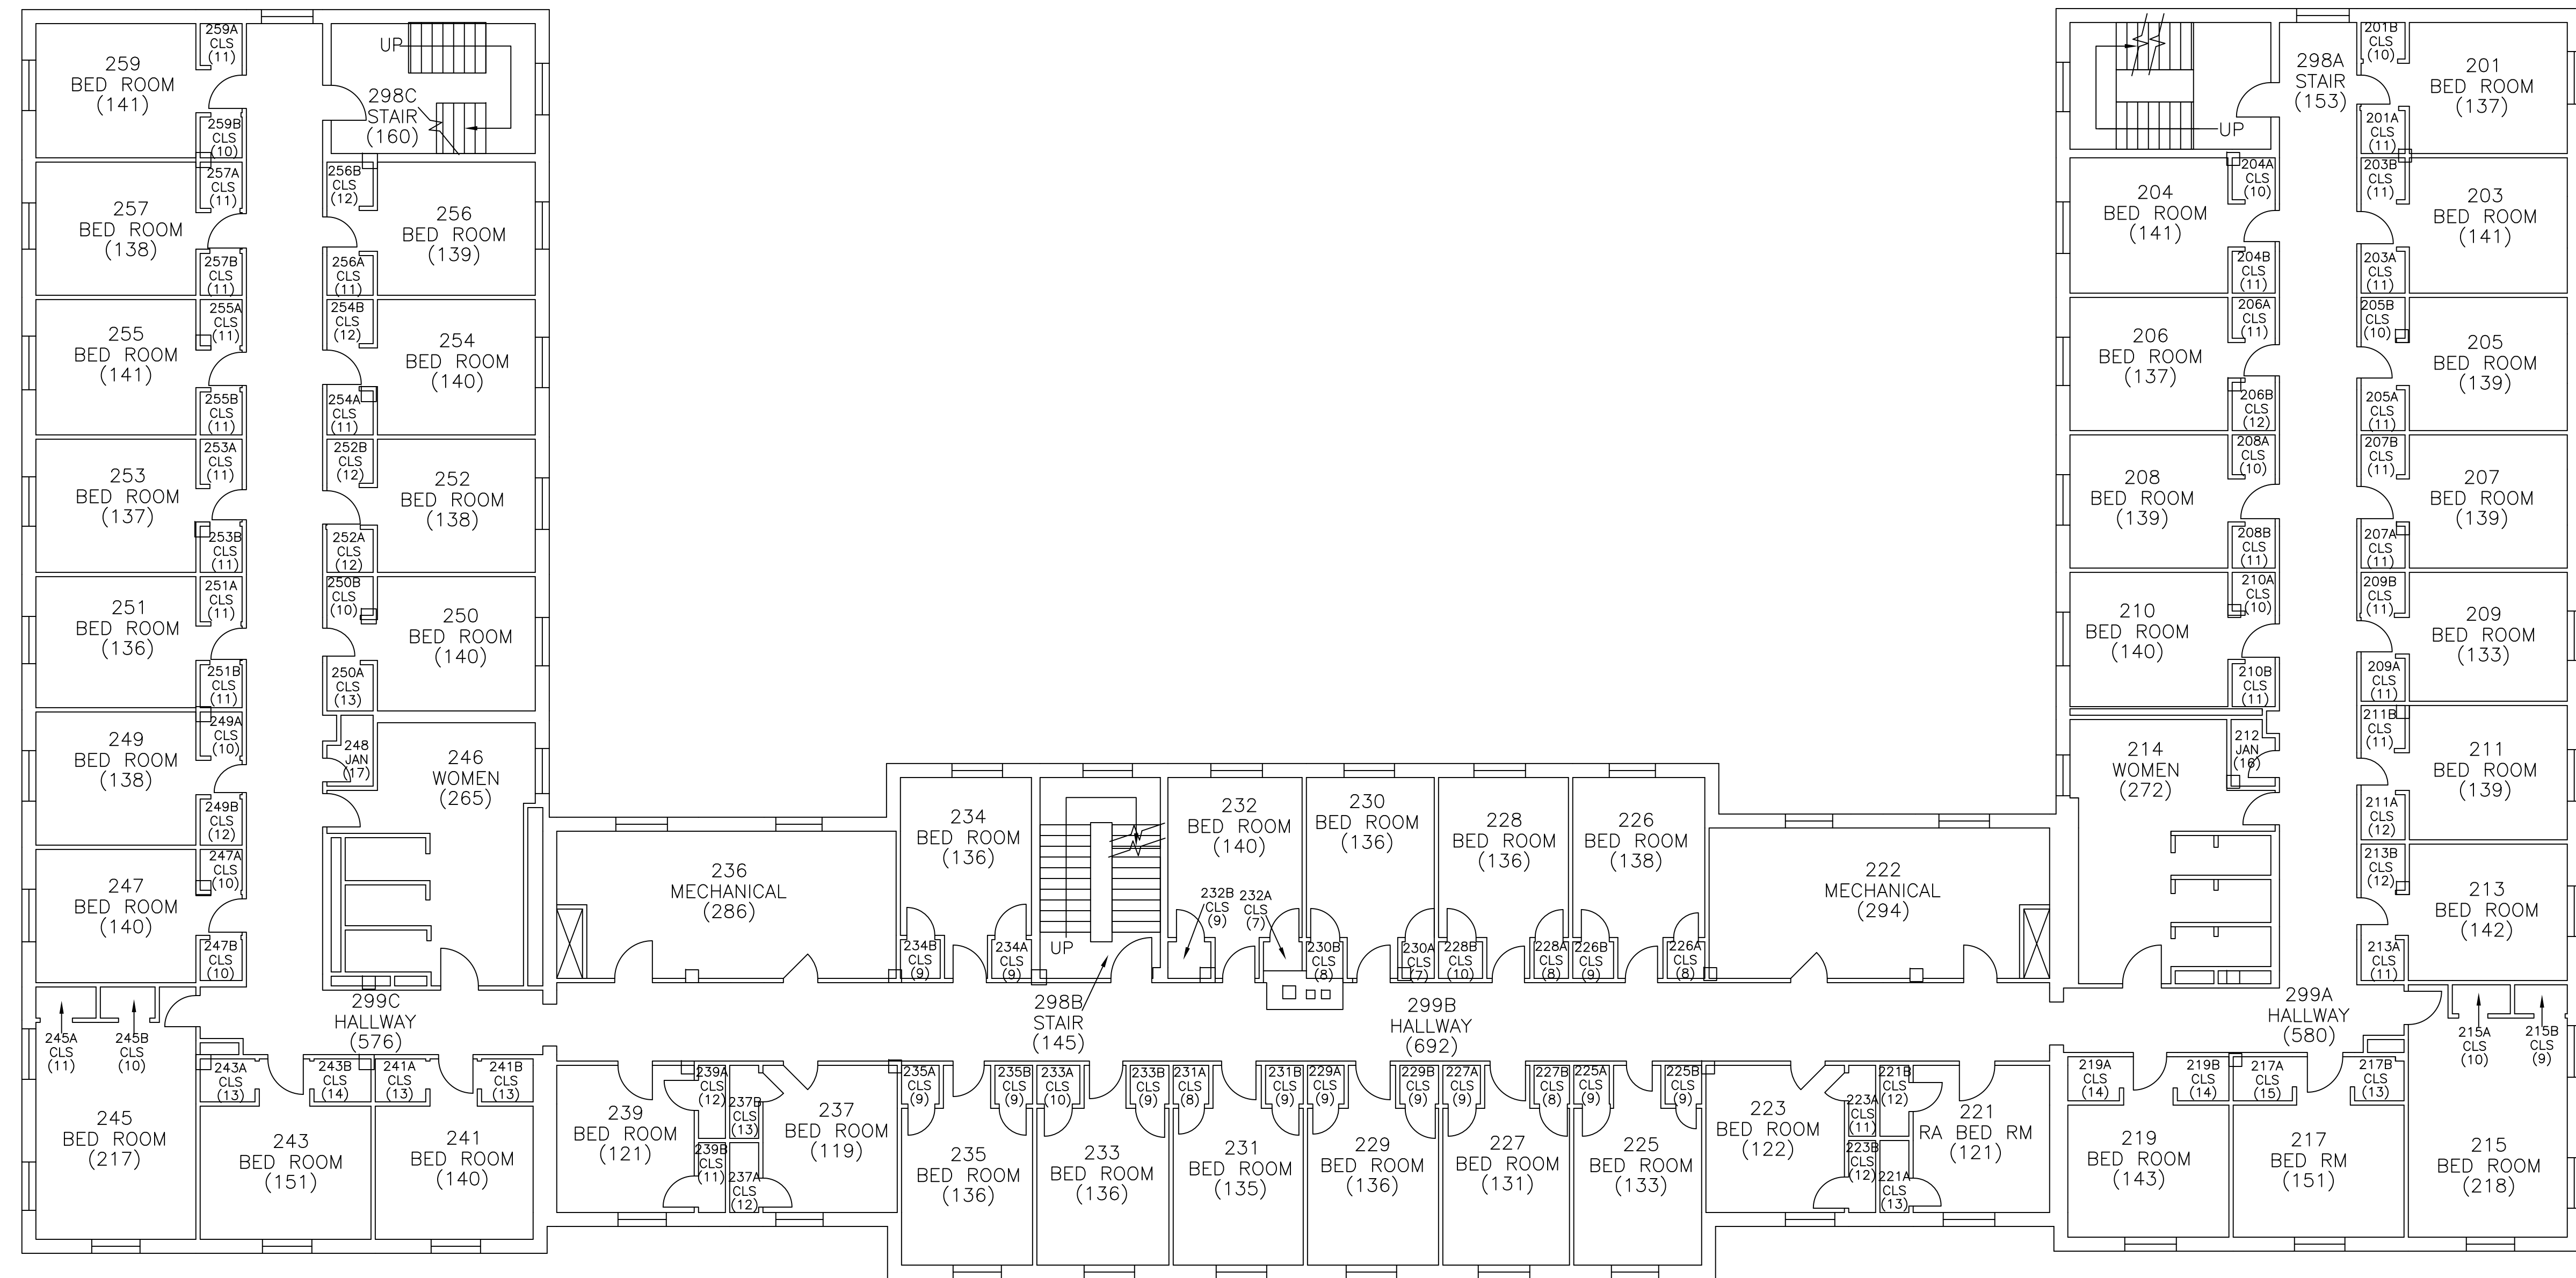 259
BED ROOM
(141)
259A
CLS
(11)
259B
CLS
(10)
UP
298C
STAIR
(160)
257
BED ROOM
(138)
257A
CLS
(11)
257B
CLS
(11)
256B
CLS
(12)
256
BED ROOM
(139)
256A
CLS
(11)
255
BED ROOM
(141)
255A
CLS
(11)
255B
CLS
(11)
254B
CLS
(12)
254
BED ROOM
(140)
254A
CLS
(11)
253
BED ROOM
(137)
253A
CLS
(11)
253B
CLS
(11)
252B
CLS
(12)
252
BED ROOM
(138)
252A
CLS
(12)
251
BED ROOM
(136)
251A
CLS
(11)
251B
CLS
(11)
250B
CLS
(10)
250
BED ROOM
(140)
250A
CLS
(13)
249
BED ROOM
(138)
249A
CLS
(10)
249B
CLS
(12)
248
JAN
(17)
246
WOMEN
(265)
247
BED ROOM
(140)
247A
CLS
(10)
247B
CLS
(10)
245A
CLS
(11)
245B
CLS
(10)
245
BED ROOM
(217)
299C
HALLWAY
(576)
243A
CLS
(13)
243B
CLS
(14)
243
BED ROOM
(151)
241A
CLS
(13)
241B
CLS
(13)
241
BED ROOM
(140)
236
MECHANICAL
(286)
239
BED ROOM
(121)
239A
CLS
(12)
239B
CLS
(11)
237B
CLS
(13)
237A
CLS
(12)
237
BED ROOM
(119)
234
BED ROOM
(136)
234B
CLS
(9)
234A
CLS
(9)
UP
298B
STAIR
(145)
232
BED ROOM
(140)
232B
CLS
(9)
232A
CLS
(7)
230
BED ROOM
(136)
230B
CLS
(8)
230A
CLS
(7)
228
BED ROOM
(136)
228B
CLS
(10)
228A
CLS
(8)
226
BED ROOM
(138)
226B
CLS
(9)
226A
CLS
(8)
299B
HALLWAY
(692)
235A
CLS
(9)
235B
CLS
(9)
235
BED ROOM
(136)
233A
CLS
(10)
233B
CLS
(9)
233
BED ROOM
(136)
231A
CLS
(8)
231B
CLS
(9)
231
BED ROOM
(135)
229A
CLS
(9)
229B
CLS
(9)
229
BED ROOM
(136)
227A
CLS
(9)
227B
CLS
(8)
227
BED ROOM
(131)
225A
CLS
(9)
225B
CLS
(9)
225
BED ROOM
(133)
222
MECHANICAL
(294)
223
BED ROOM
(122)
223A
CLS
(11)
223B
CLS
(12)
221B
CLS
(12)
221A
CLS
(13)
221
RA BED RM
(121)
UP
298A
STAIR
(153)
201B
CLS
(10)
201
BED ROOM
(137)
201A
CLS
(11)
204
BED ROOM
(141)
204A
CLS
(10)
204B
CLS
(11)
203B
CLS
(11)
203
BED ROOM
(141)
203A
CLS
(11)
206
BED ROOM
(137)
206A
CLS
(11)
206B
CLS
(12)
205B
CLS
(10)
205
BED ROOM
(139)
205A
CLS
(11)
208
BED ROOM
(139)
208A
CLS
(10)
208B
CLS
(11)
207B
CLS
(11)
207
BED ROOM
(139)
207A
CLS
(11)
210
BED ROOM
(140)
210A
CLS
(10)
210B
CLS
(11)
209B
CLS
(11)
209
BED ROOM
(133)
209A
CLS
(11)
214
WOMEN
(272)
212
JAN
(16)
211B
CLS
(11)
211
BED ROOM
(139)
211A
CLS
(12)
213B
CLS
(12)
213
BED ROOM
(142)
213A
CLS
(11)
299A
HALLWAY
(580)
215A
CLS
(10)
215B
CLS
(9)
215
BED ROOM
(218)
219A
CLS
(14)
219B
CLS
(14)
219
BED ROOM
(143)
217A
CLS
(15)
217B
CLS
(13)
217
BED RM
(151)